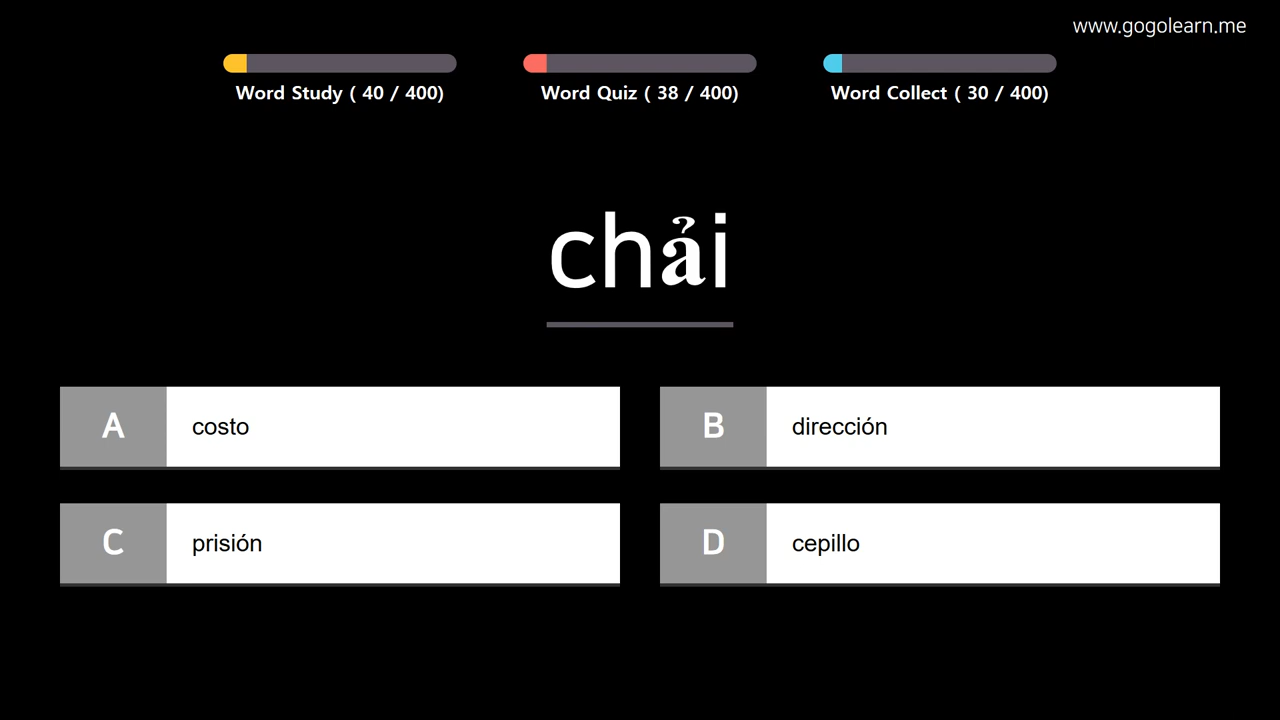 www.gogolearn.me
Word Study ( 40 / 400)
Word Quiz ( 38 / 400)
Word Collect ( 30 / 400)
chải
A costo
B dirección
C prisión
D cepillo